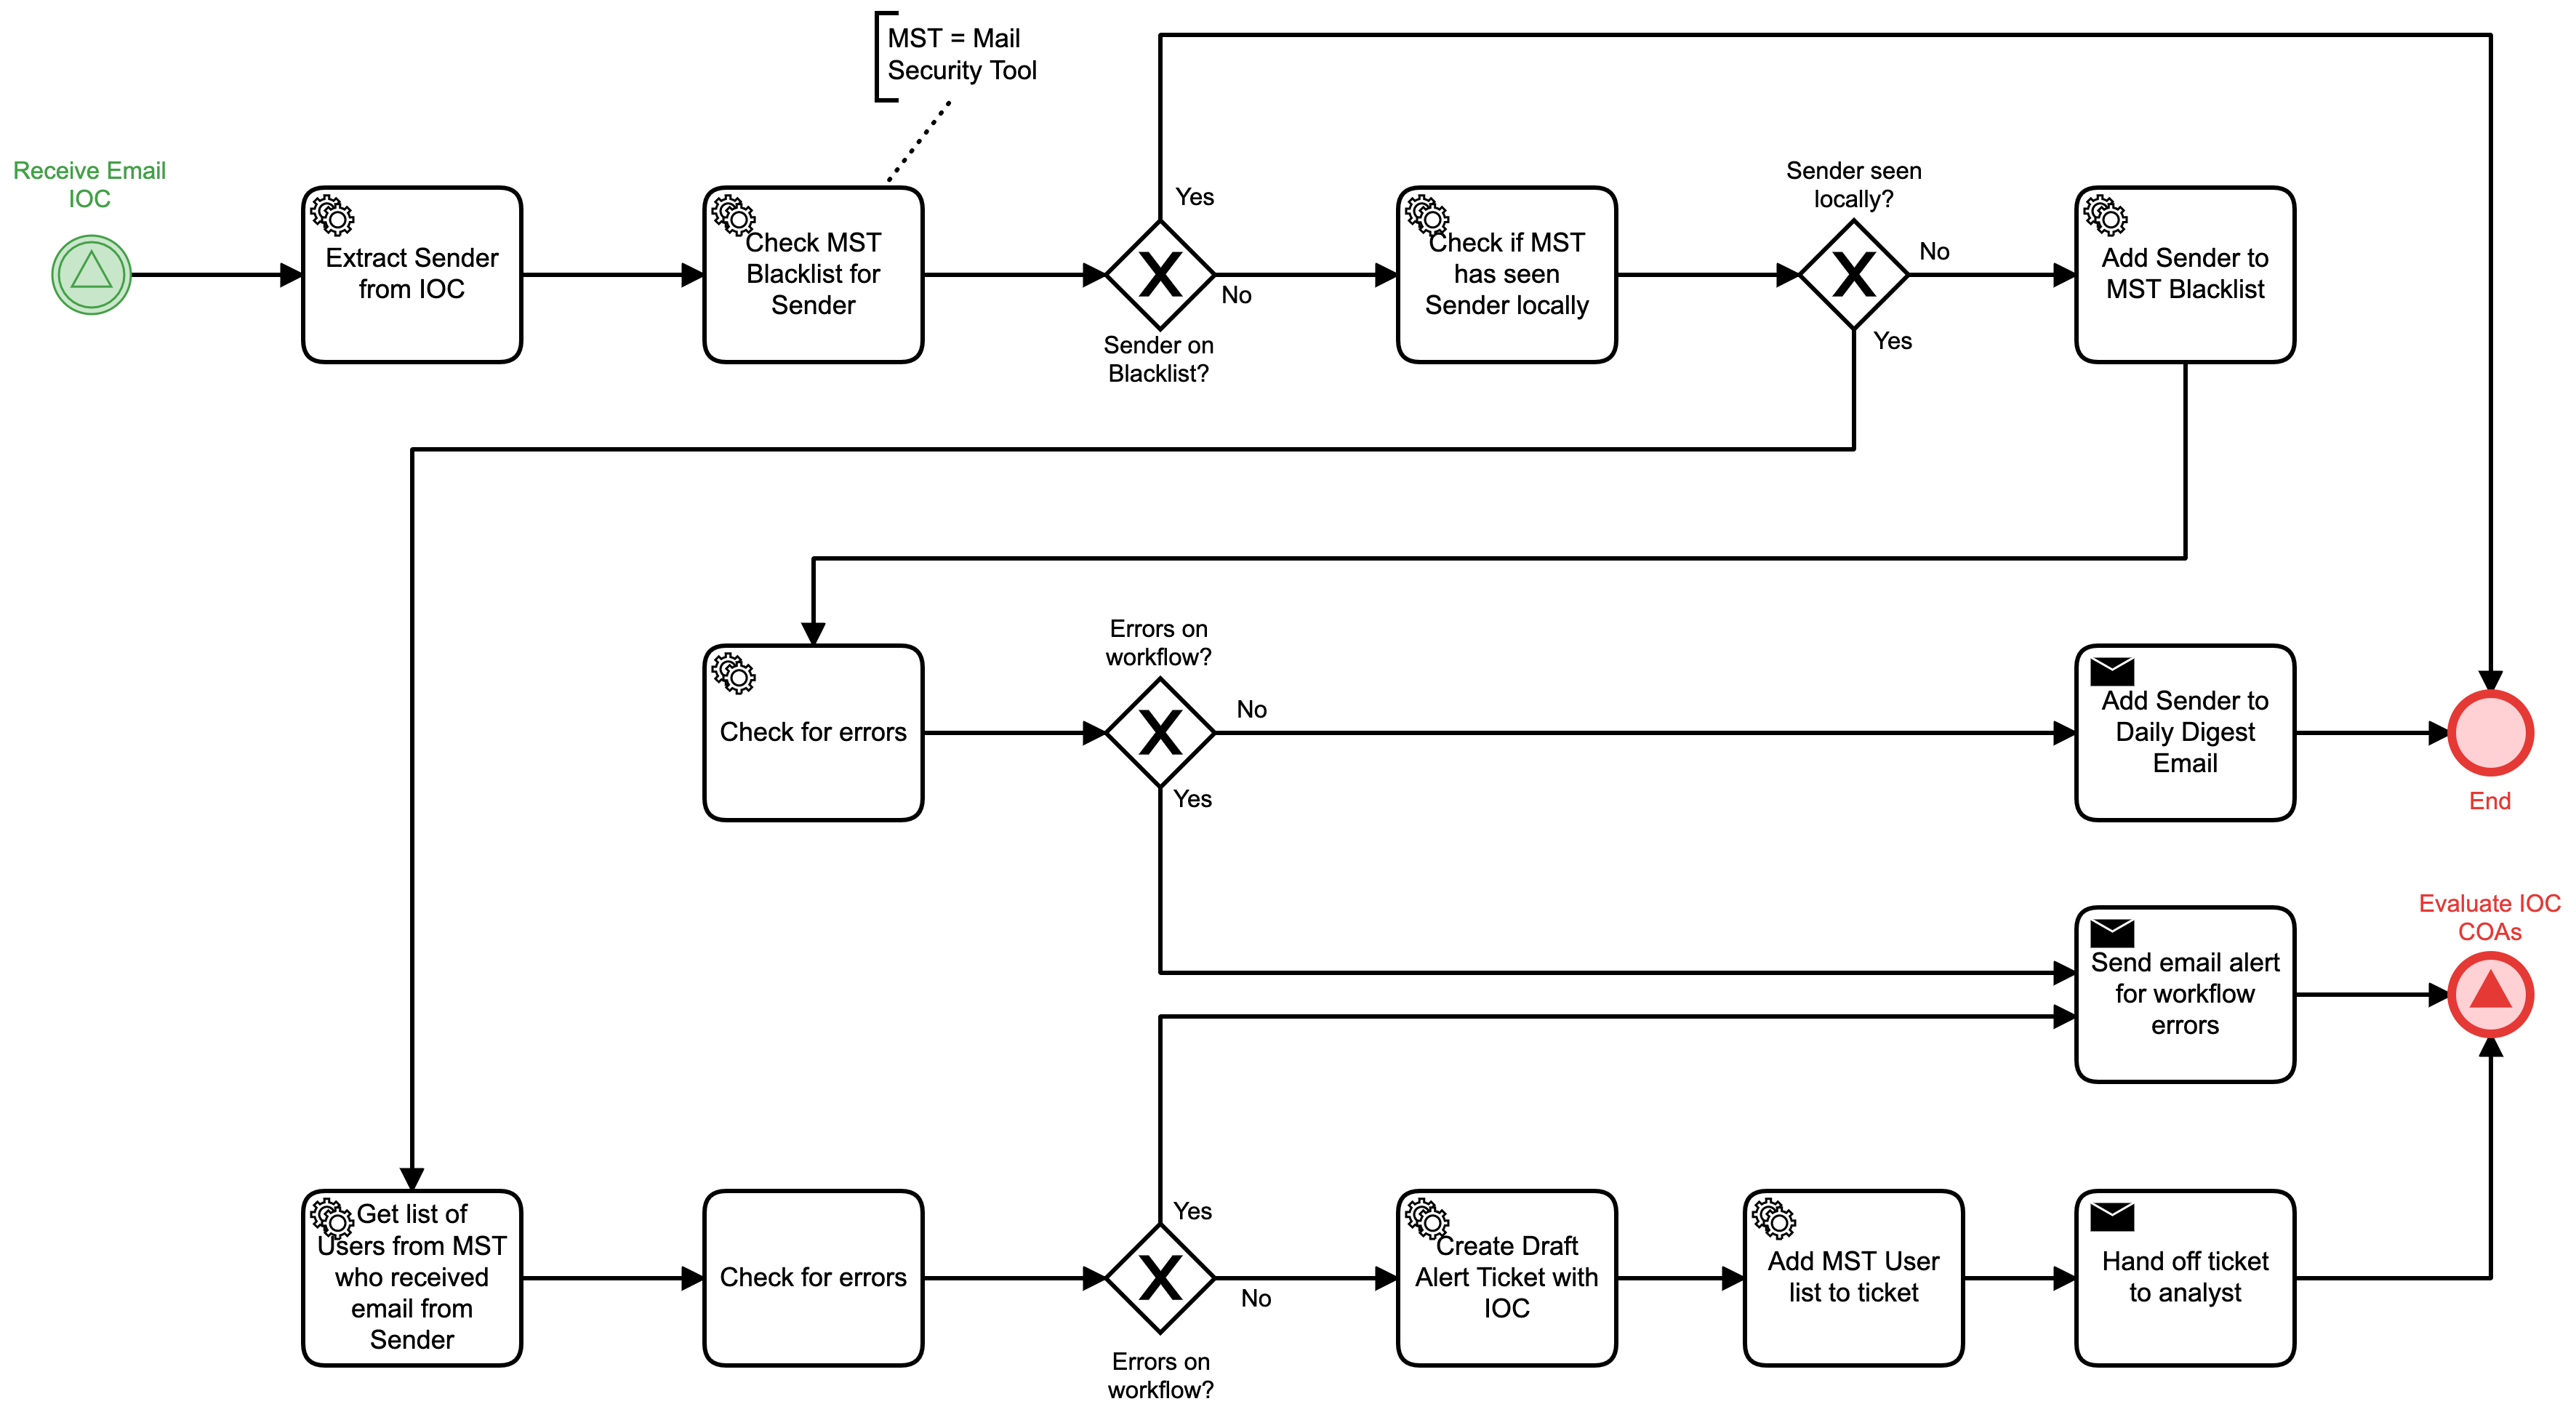 MST = Mail
Security Tool
Receive Email
IOC
Extract Sender
from IOC
Check MST
Blacklist for
Sender
Yes
No
Sender on
Blacklist?
Check if MST
has seen
Sender locally
Sender seen
locally?
No
Yes
Add Sender to
MST Blacklist
Check for errors
Errors on
workflow?
No
Yes
Add Sender to
Daily Digest
Email
End
Send email alert
for workflow
errors
Evaluate IOC
COAs
Get list of
Users from MST
who received
email from
Sender
Check for errors
Yes
No
Errors on
workflow?
Create Draft
Alert Ticket with
IOC
Add MST User
list to ticket
Hand off ticket
to analyst